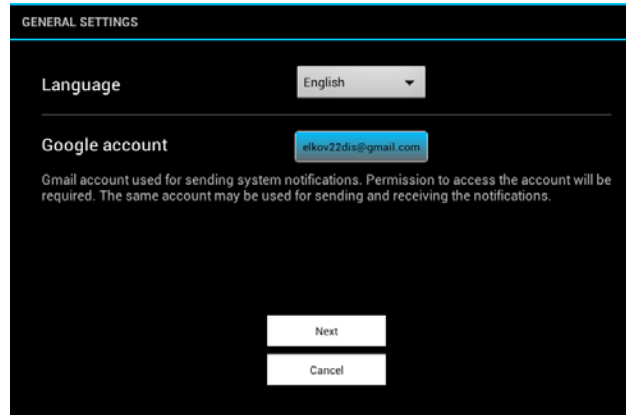 GENERAL SETTINGS
Language
English
Google account
elkov22dis@gmail.com
Gmail account used for sending system notifications. Permission to access the account will be
required. The same account may be used for sending and receiving the notifications.
Next
Cancel